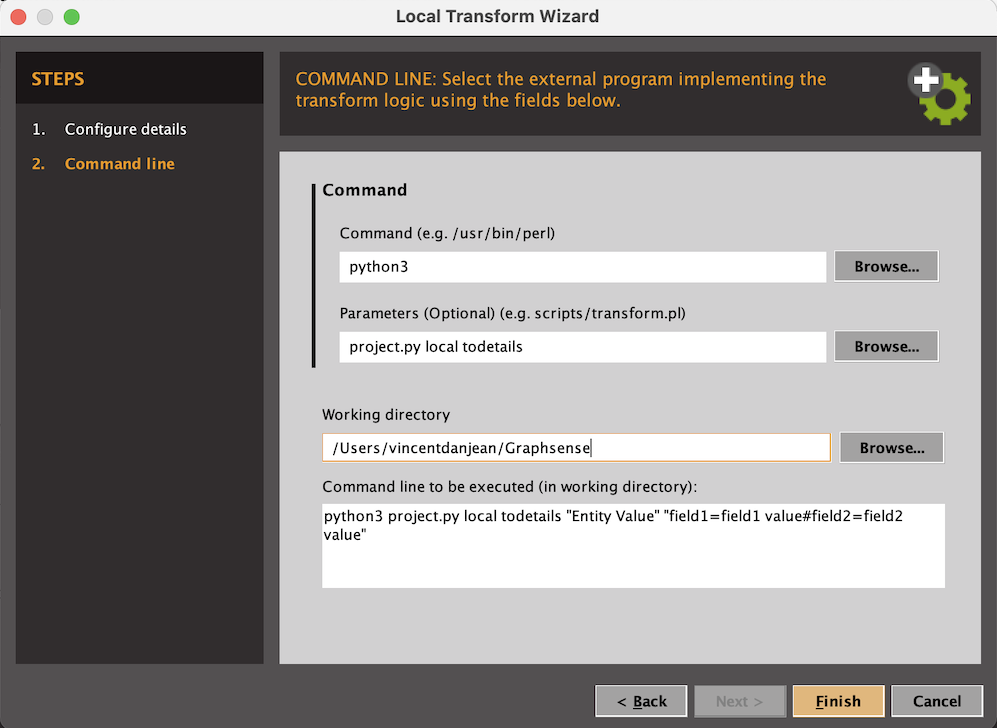 Local Transform Wizard
STEPS
1. Configure details
2. Command line
COMMAND LINE: Select the external program implementing the
transform logic using the fields below.
Command
Command (e.g. /usr/bin/perl)
python3
Browse...
Parameters (Optional) (e.g. scripts/transform.pl)
project.py local todetails
Browse...
Working directory
/Users/vincentdanjean/Graphsense
Browse...
Command line to be executed (in working directory):
python3 project.py local todetails "Entity Value" "field1=field1 value#field2=field2
value"
< Back
Next >
Finish
Cancel